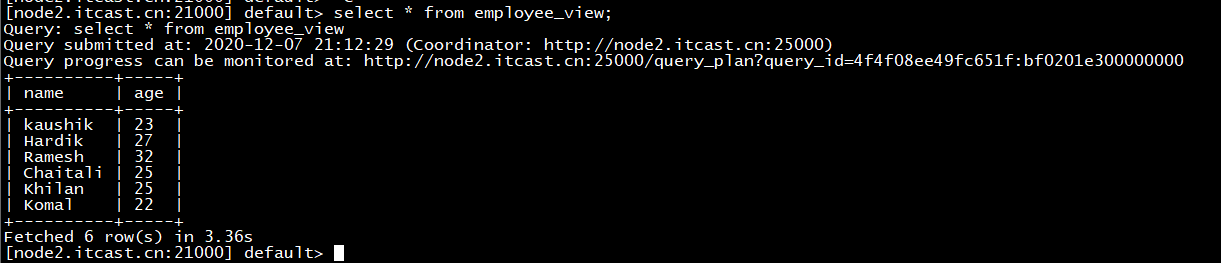 [node2.itcast.cn:21000] default> select * from employee_view;
Query: select * from employee_view
Query submitted at: 2020-12-07 21:12:29 (Coordinator: http://node2.itcast.cn:25000)
Query progress can be monitored at: http://node2.itcast.cn:25000/query_plan?query_id=4f4f08ee49fc651f:bf0201e300000000
+----------+-----+
| name     | age |
+----------+-----+
| kaushik  | 23  |
| Hardik   | 27  |
| Ramesh   | 32  |
| Chaitali | 25  |
| Khilan   | 25  |
| Komal    | 22  |
+----------+-----+
Fetched 6 row(s) in 3.36s
[node2.itcast.cn:21000] default>